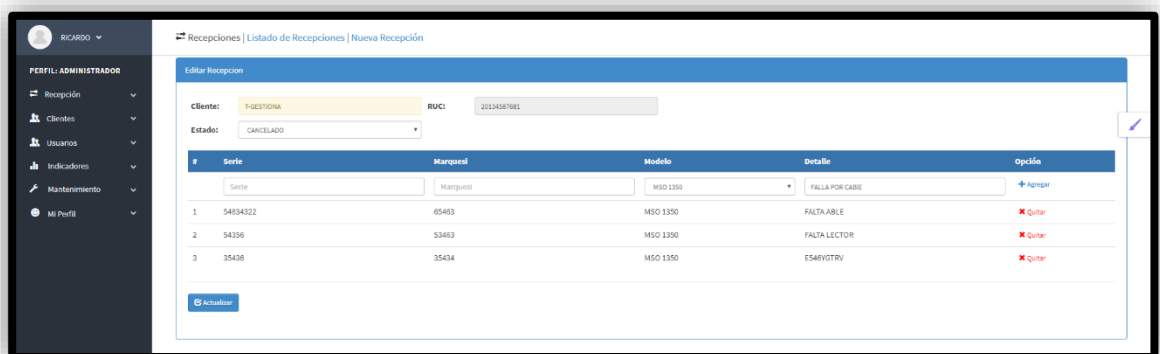 RICARDO
Recepciones | Listado de Recepciones | Nueva Recepción
PERFIL: ADMINISTRADOR
Recepción
Clientes
Usuarios
Indicadores
Mantenimiento
Mi Perfil
Editar Recepcion
Cliente: T-GESTIONA RUC: 20134587681
Estado: CANCELADO
# Serie Marquesi Modelo Detalle Opción
Serie Marquesi MSO 1350 FALLA POR CABIE Agregar
1 54634322 65463 MSO 1350 FALTA ABLE Quitar
2 54356 53463 MSO 1350 FALTA LECTOR Quitar
3 35436 35434 MSO 1350 E546YGTRV Quitar
Actualizar